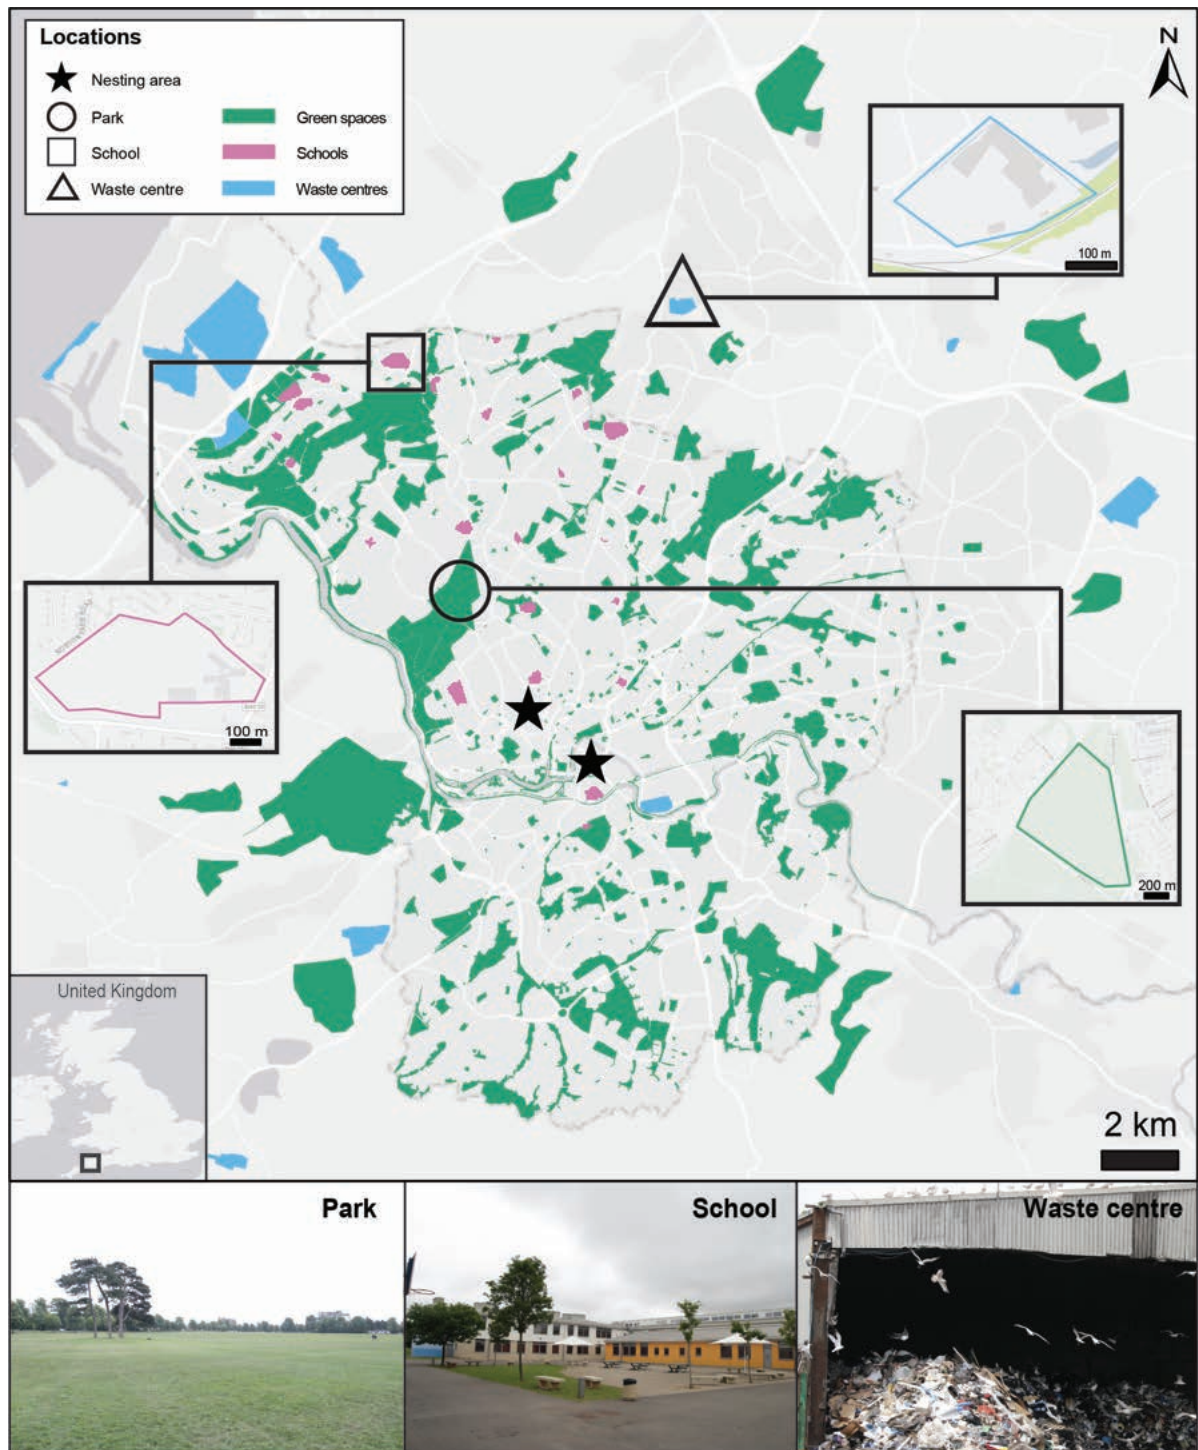 Locations
Nesting area
Park
Green spaces
School
Schools
Waste centre
Waste centres
N
100 m
100 m
200 m
United Kingdom
2 km
Park
School
Waste centre